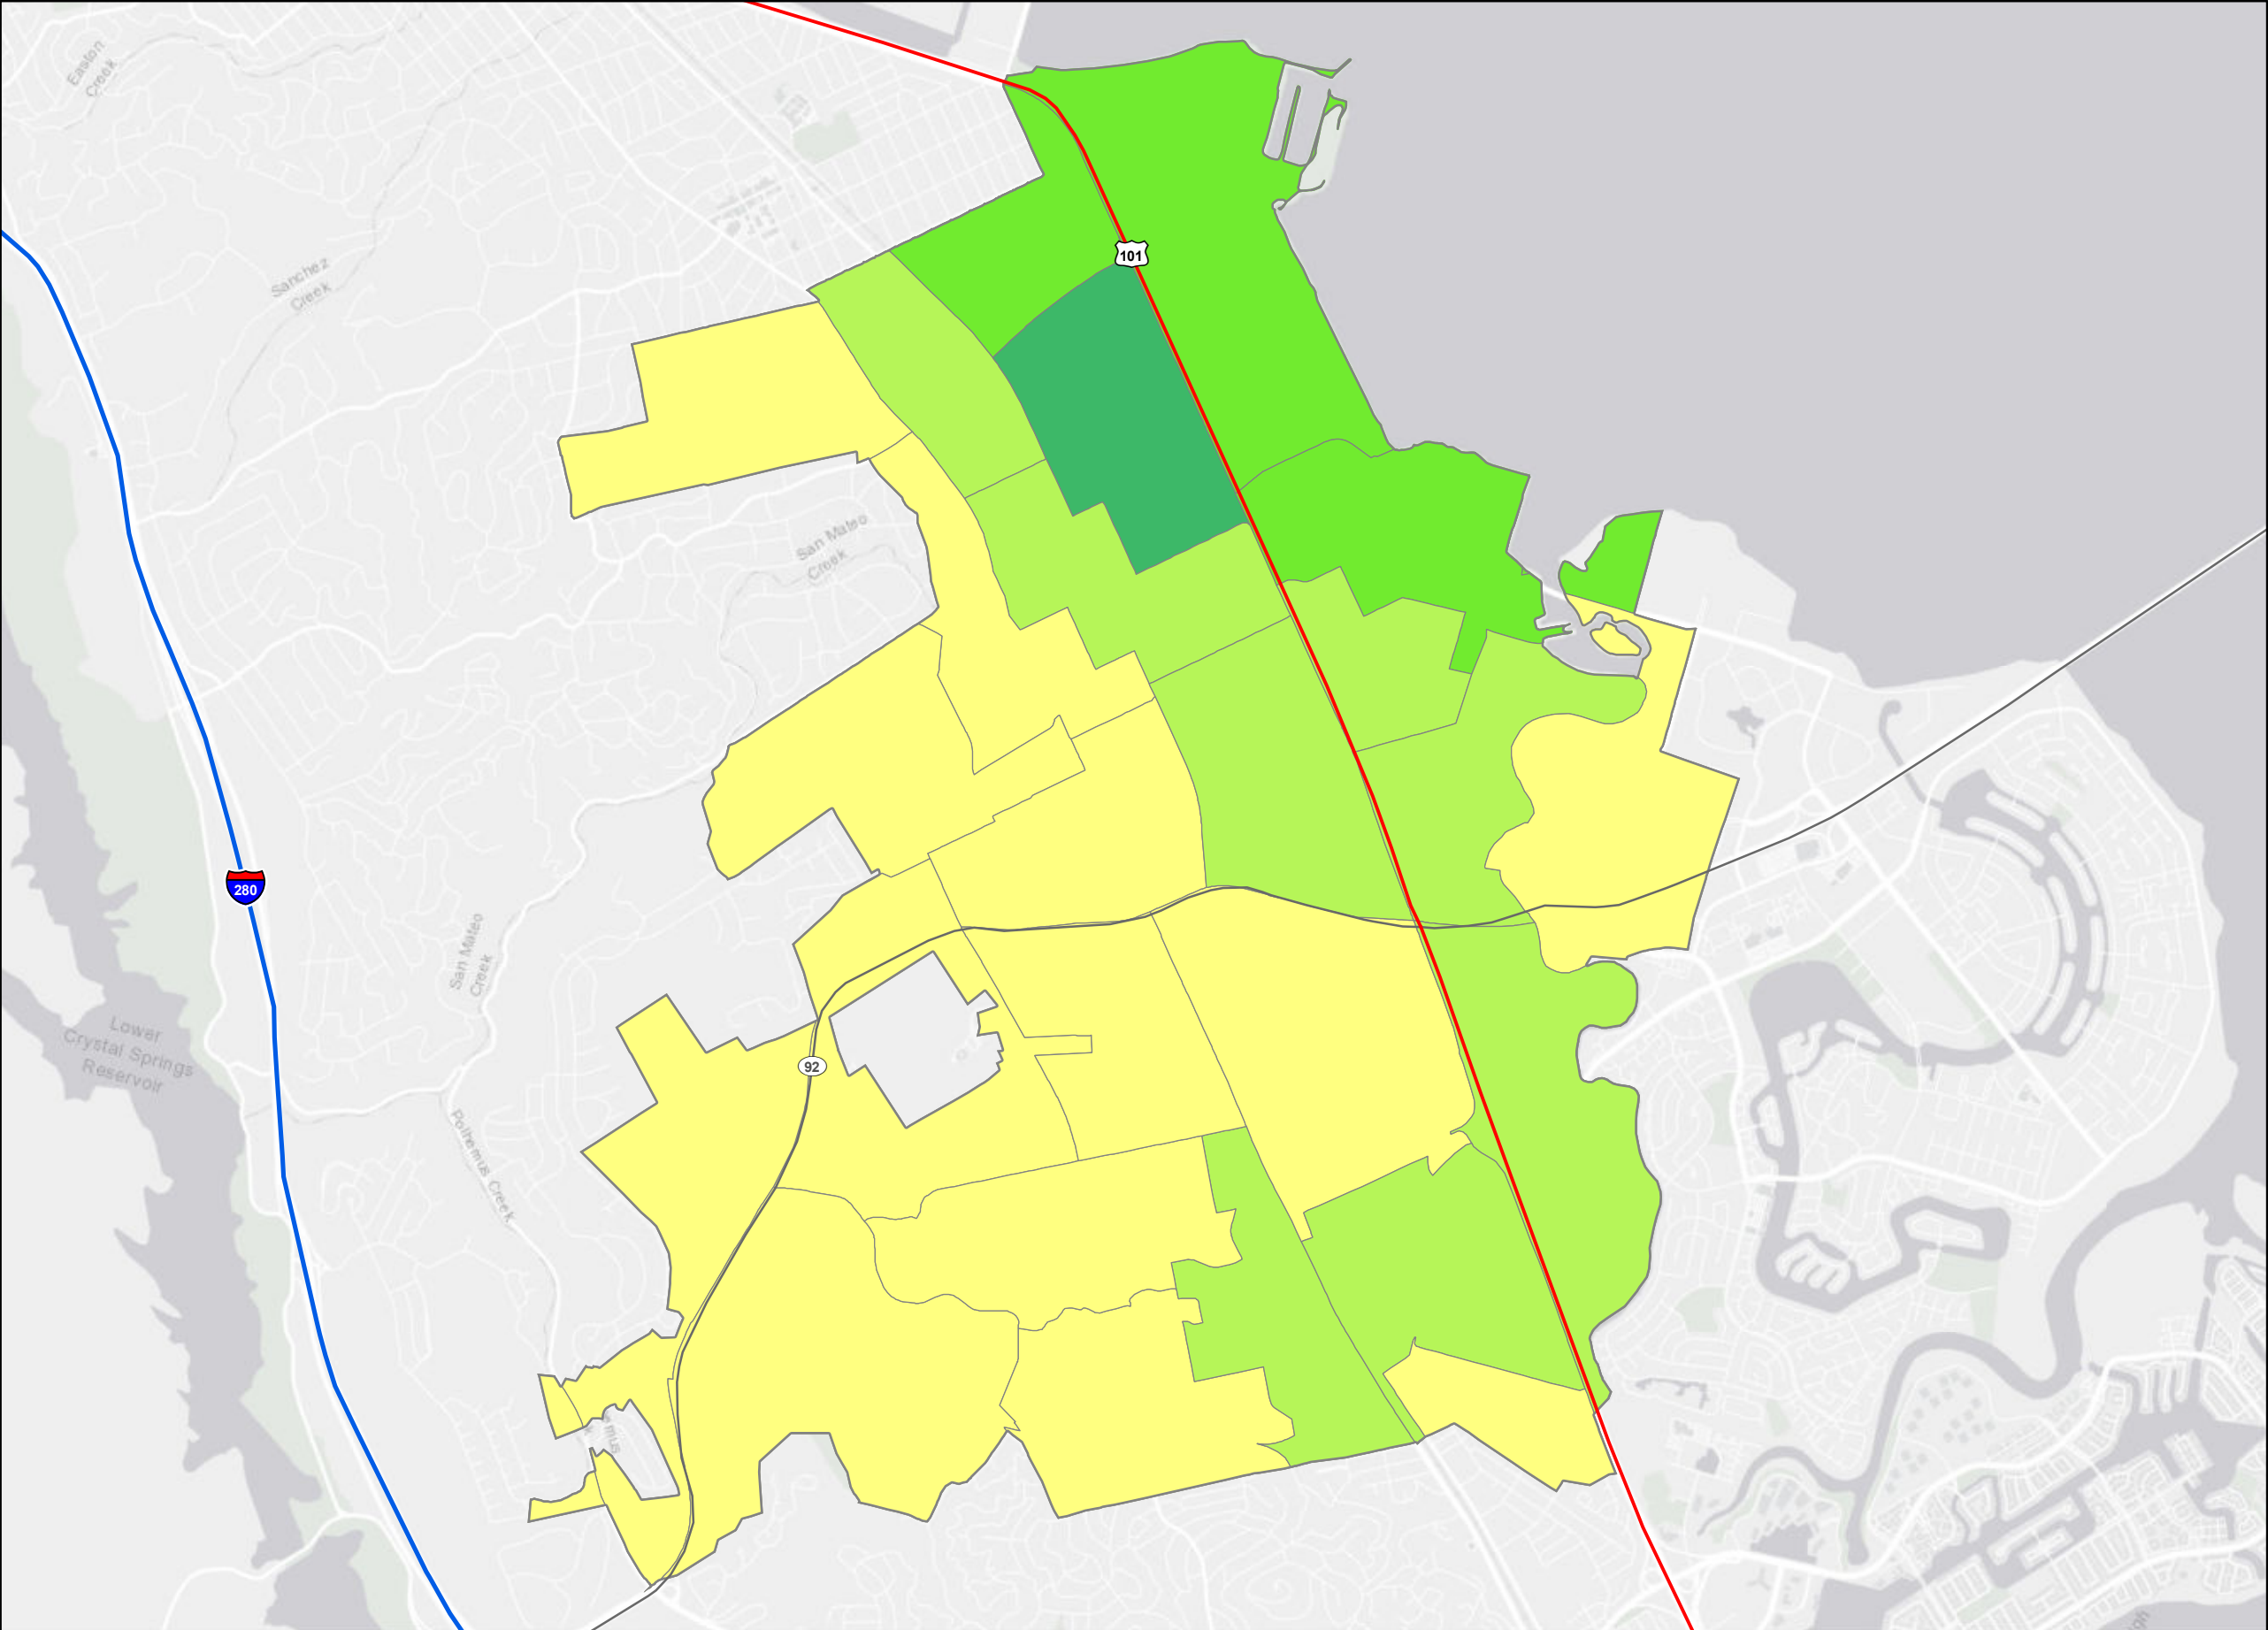 Easton
Creek
101
Sanchez
Creek
San Mateo
Creek
280
San Mateo
Creek
Lower
Crystal Springs
Reservoir
92
Polhemus Creek